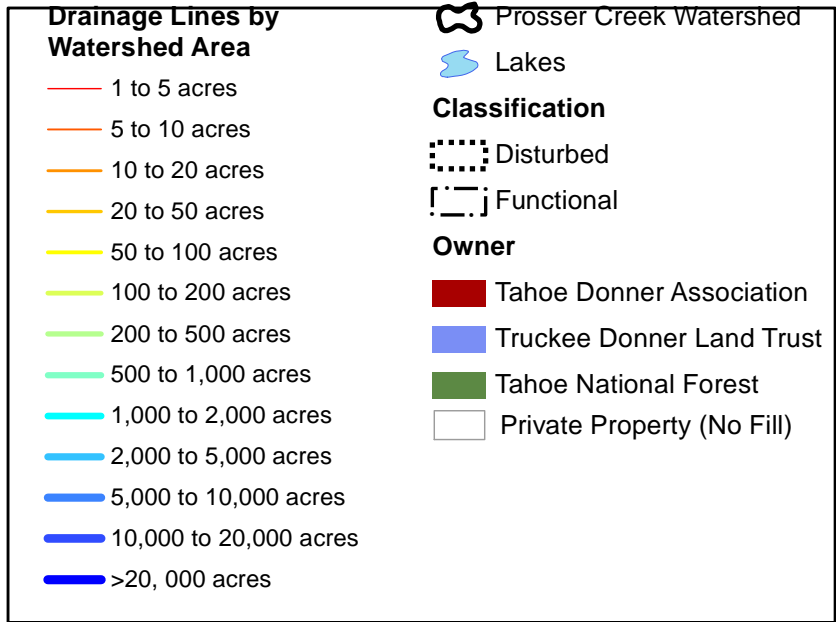 Drainage Lines by
Watershed Area
1 to 5 acres
5 to 10 acres
10 to 20 acres
20 to 50 acres
50 to 100 acres
100 to 200 acres
200 to 500 acres
500 to 1,000 acres
1,000 to 2,000 acres
2,000 to 5,000 acres
5,000 to 10,000 acres
10,000 to 20,000 acres
>20, 000 acres
Prosser Creek Watershed
Lakes
Classification
Disturbed
Functional
Owner
Tahoe Donner Association
Truckee Donner Land Trust
Tahoe National Forest
Private Property (No Fill)